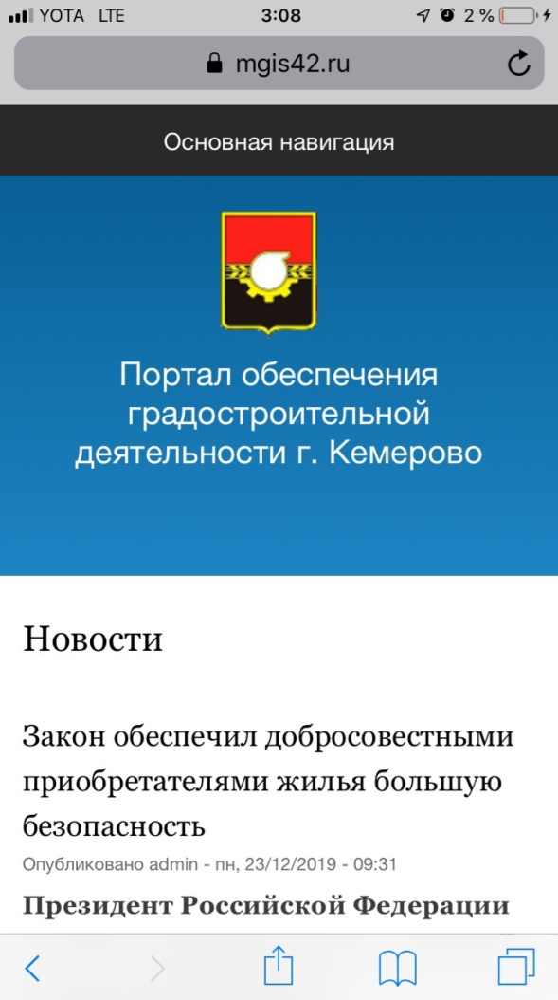 YOTA LTE 3:08 2 %
mgis42.ru
Основная навигация
Портал обеспечения
градостроительной
деятельности г. Кемерово
Новости
Закон обеспечил добросовестными
приобретателями жилья большую
безопасность
Опубликовано admin - пн, 23/12/2019 - 09:31
Президент Российской Федерации